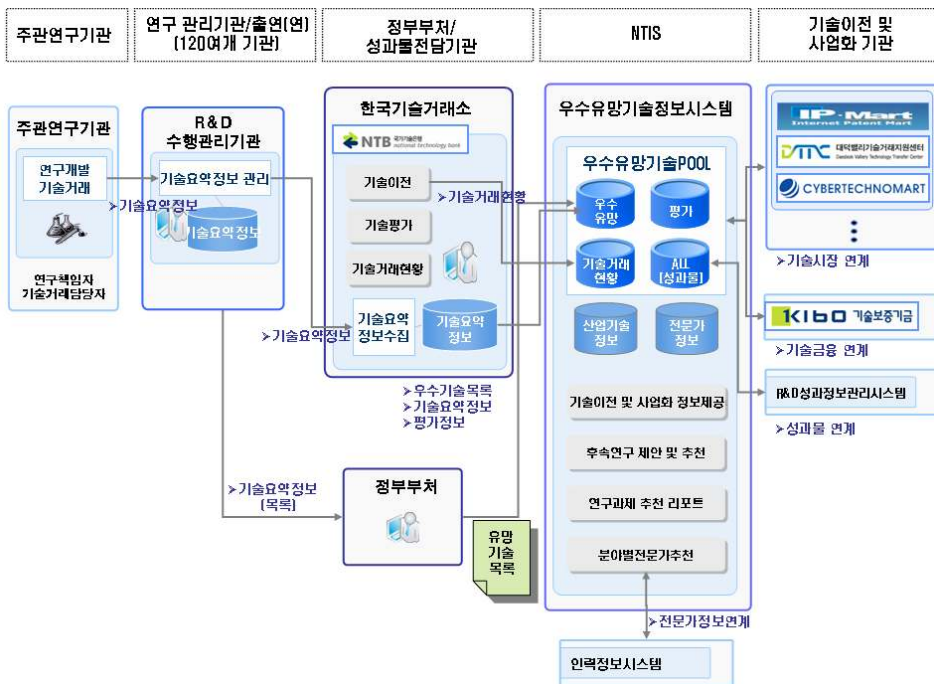 주관연구기관
연구 관리기관/출연(연)
(120여개 기관)
정부부처/
성과물전담기관
NTIS
기술이전 및
사업화 기관
주관연구기관
연구개발
기술거래
연구책임자
기술거래담당자
➢기술요약정보
R&D
수행관리기관
기술요약정보 관리
기술요약정보
➢기술요약정보
➢기술요약정보
(목록)
한국기술거래소
NTB 국가기술은행
national technology bank
기술이전
기술평가
기술거래현황
➢기술거래현황
기술요약
정보수집
기술요약
정보
➢우수기술목록
➢기술요약정보
➢평가정보
정부부처
유망
기술
목록
우수유망기술정보시스템
우수유망기술POOL
우수
유망
평가
기술거래
현황
ALL
(성과물)
산업기술
정보
전문가
정보
기술이전 및 사업화 정보제공
후속연구 제안 및 추천
연구과제 추천 리포트
분야별전문가추천
➢전문가정보연계
인력정보시스템
IP-Mart
Internet Patent Mart
DTTC 대덕밸리기술거래지원센터
Daedeok Valley Technology Transfer Center
CYBERTECHNOMART
➢기술시장 연계
KIBO 기술보증기금
➢기술금융 연계
R&D성과정보관리시스템
➢성과물 연계